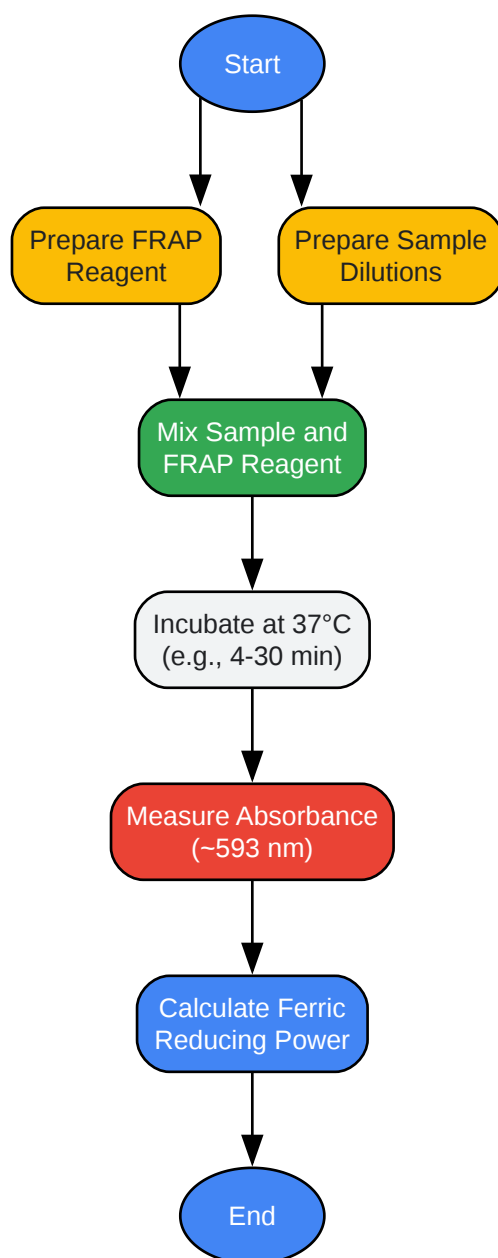 Start
Prepare FRAP
Reagent
Prepare Sample
Dilutions
Mix Sample and
FRAP Reagent
Incubate at 37°C
(e.g., 4-30 min)
Measure Absorbance
(~593 nm)
Calculate Ferric
Reducing Power
End